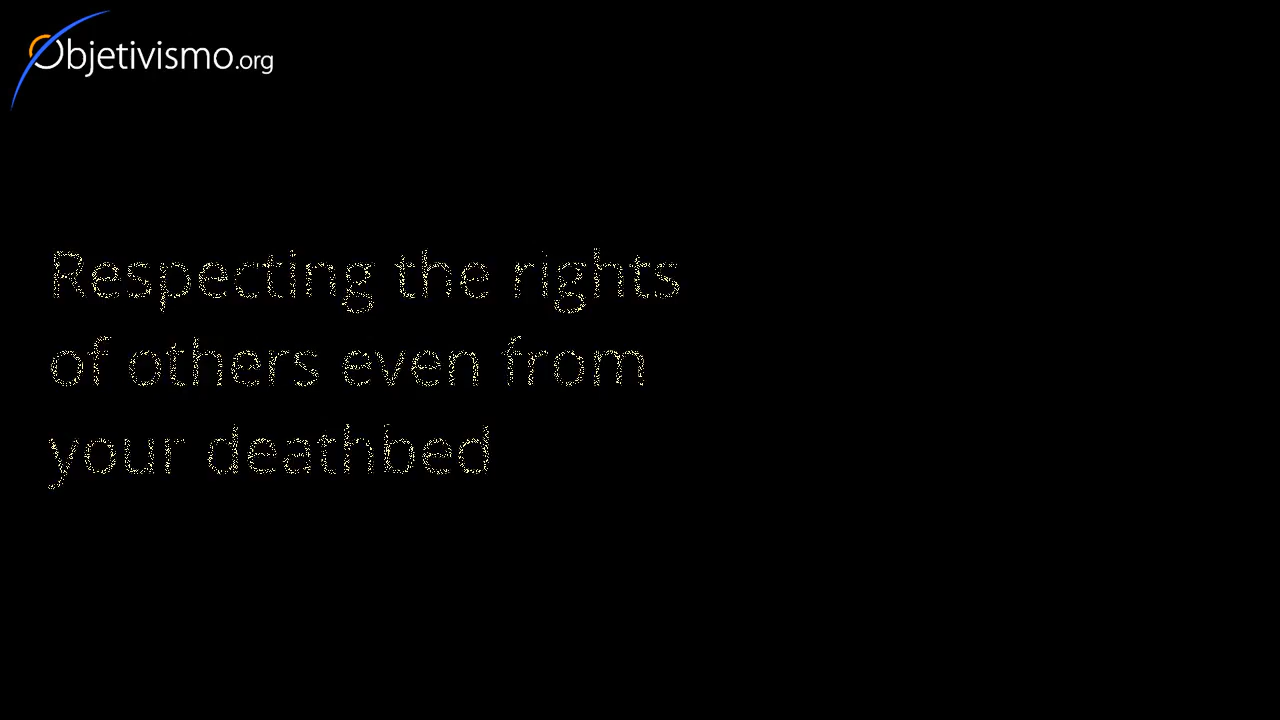 Objetivismo.org
Respecting the rights
of others even from
your deathbed